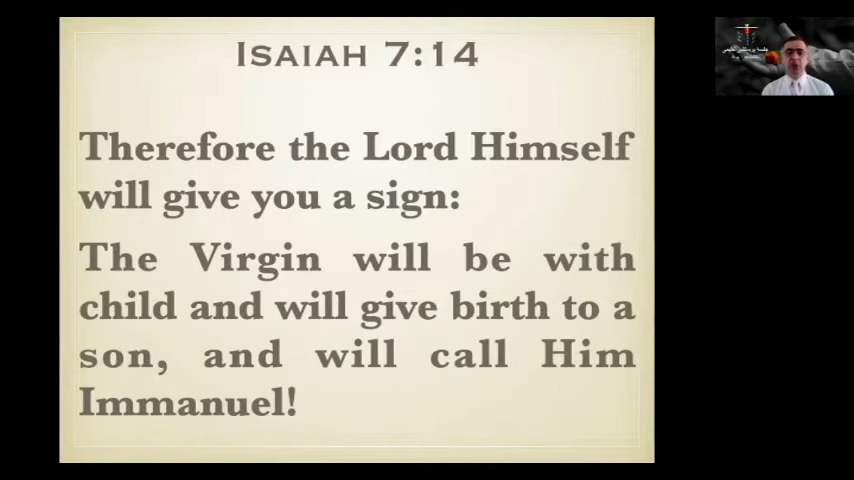 ISAIAH 7:14
Therefore the Lord Himself
will give you a sign:
The Virgin will be with
child and will give birth to a
son, and will call Him
Immanuel!